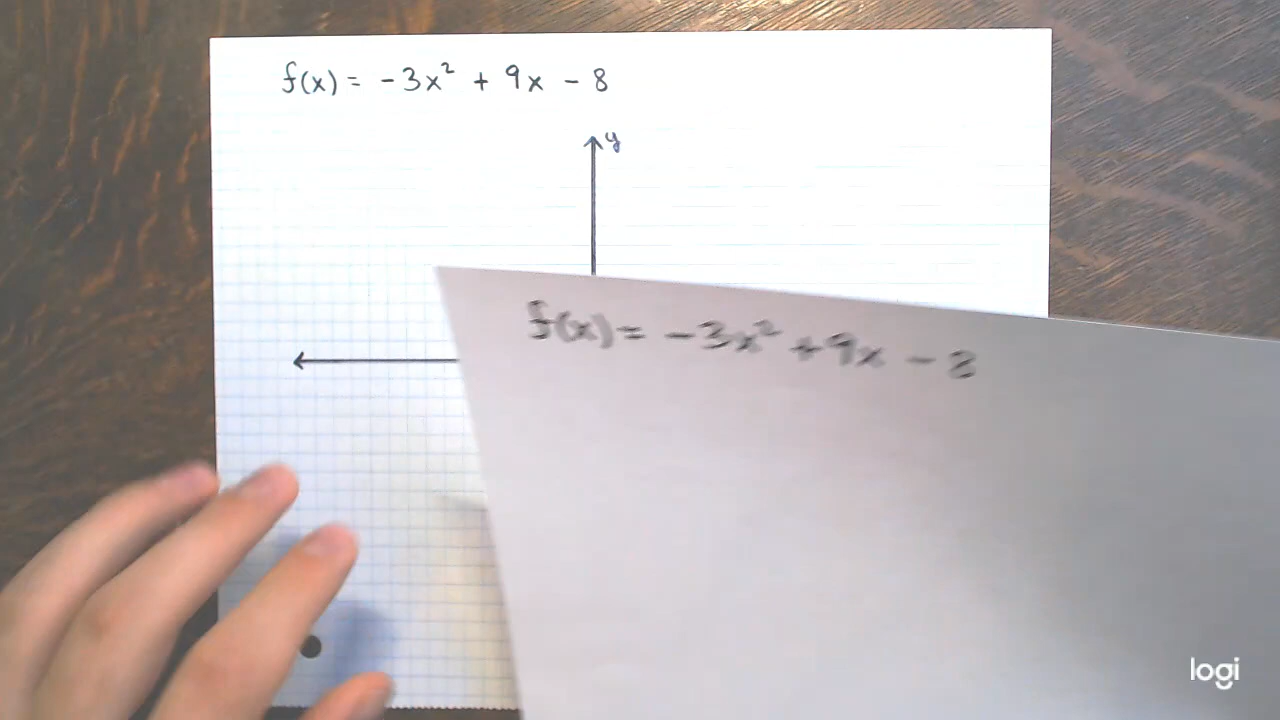 f(x) = -3x² + 9x - 8
y
f(x) = -3x² + 9x - 8
logi